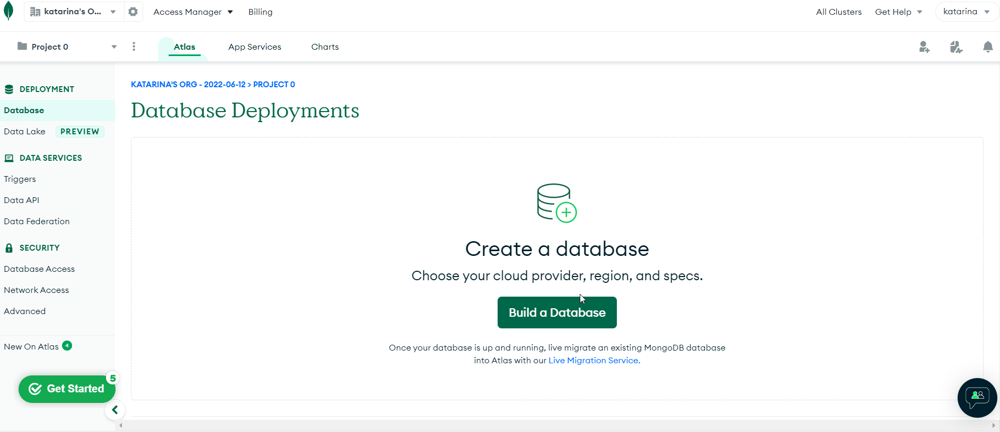 katarina's O...
Access Manager
Billing
All Clusters
Get Help
katarina
Project 0
Atlas
App Services
Charts
DEPLOYMENT
Database
Data Lake PREVIEW
DATA SERVICES
Triggers
Data API
Data Federation
SECURITY
Database Access
Network Access
Advanced
New On Atlas 4
Get Started 5
KATARINA'S ORG - 2022-06-12 > PROJECT 0
Database Deployments
Create a database
Choose your cloud provider, region, and specs.
Build a Database
Once your database is up and running, live migrate an existing MongoDB database
into Atlas with our Live Migration Service.